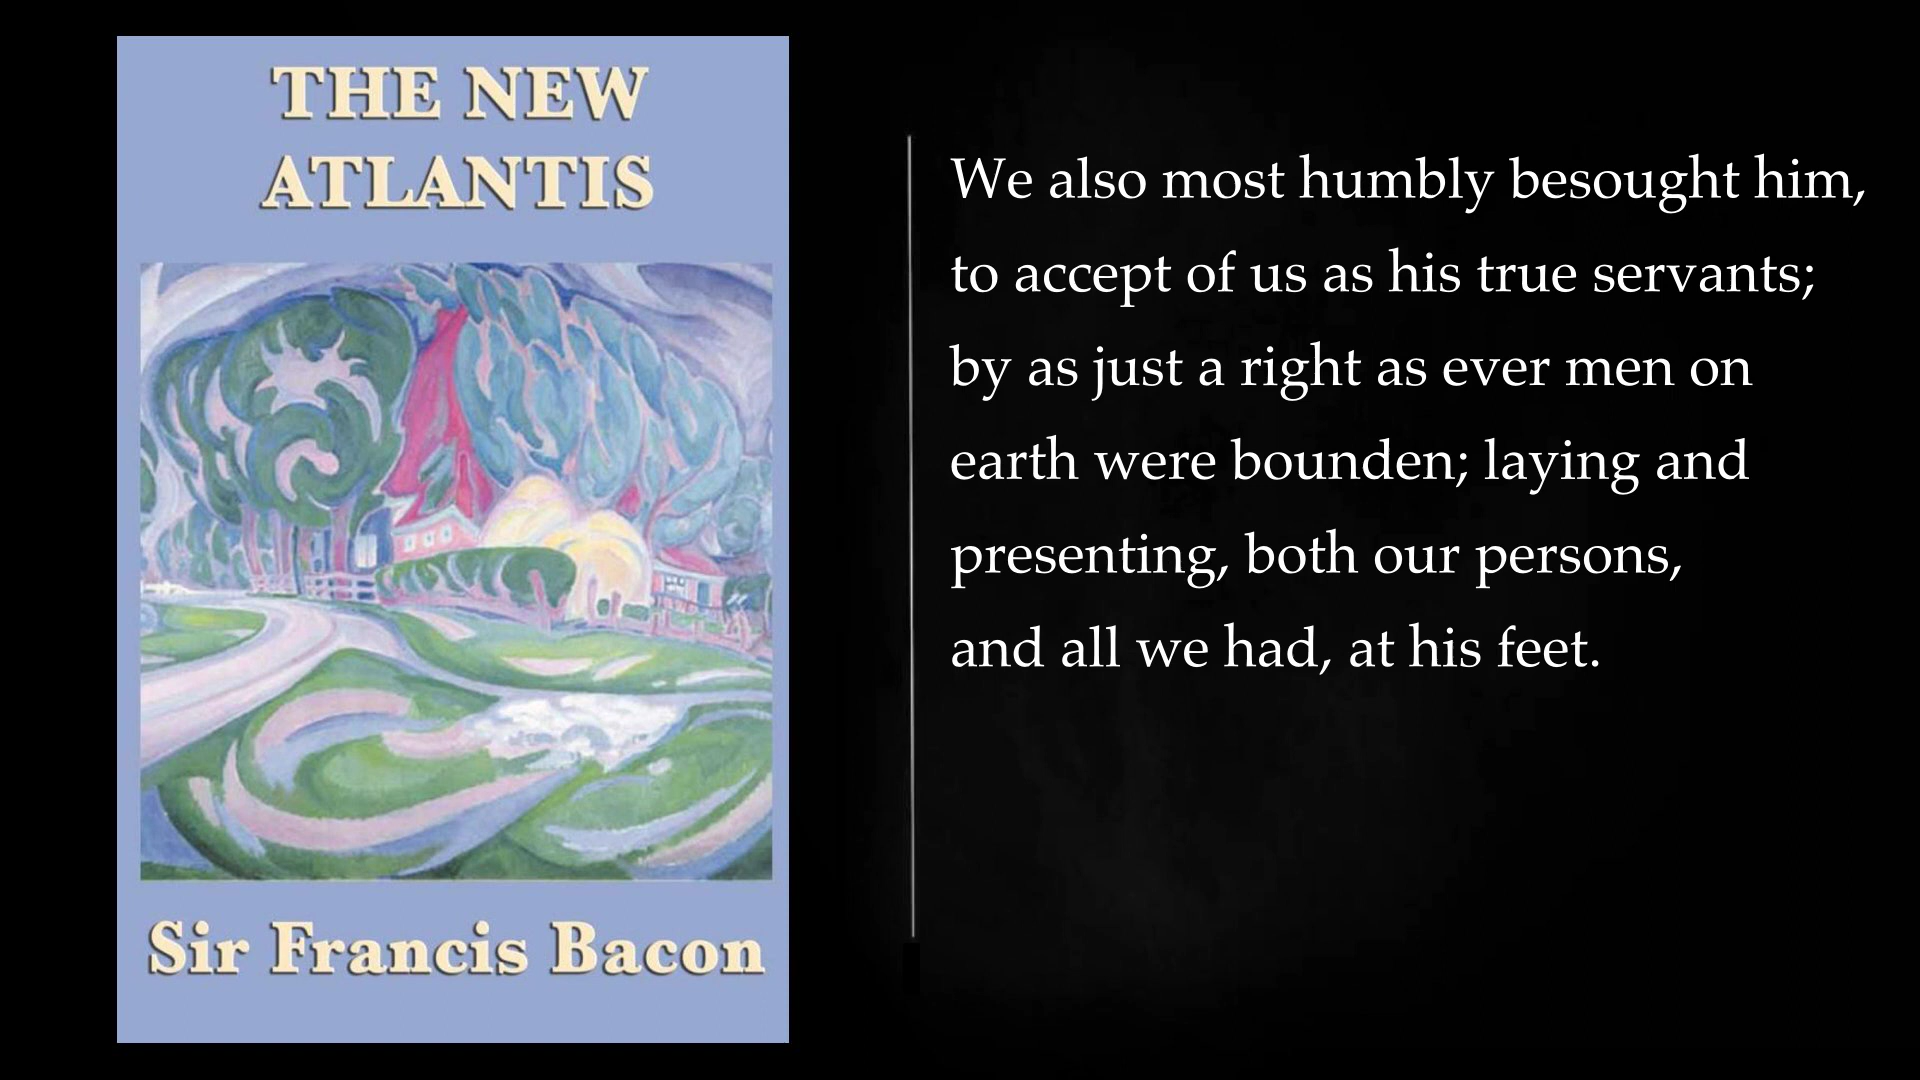 THE NEW
ATLANTIS
Sir Francis Bacon
We also most humbly besought him,
to accept of us as his true servants;
by as just a right as ever men on
earth were bounden; laying and
presenting, both our persons,
and all we had, at his feet.